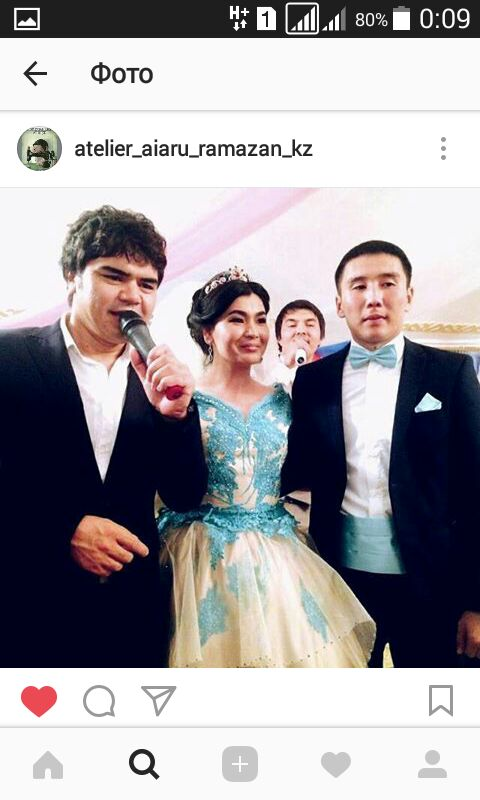 H+ 1 80% 0:09
Фото
atelier_aiaru_ramazan_kz